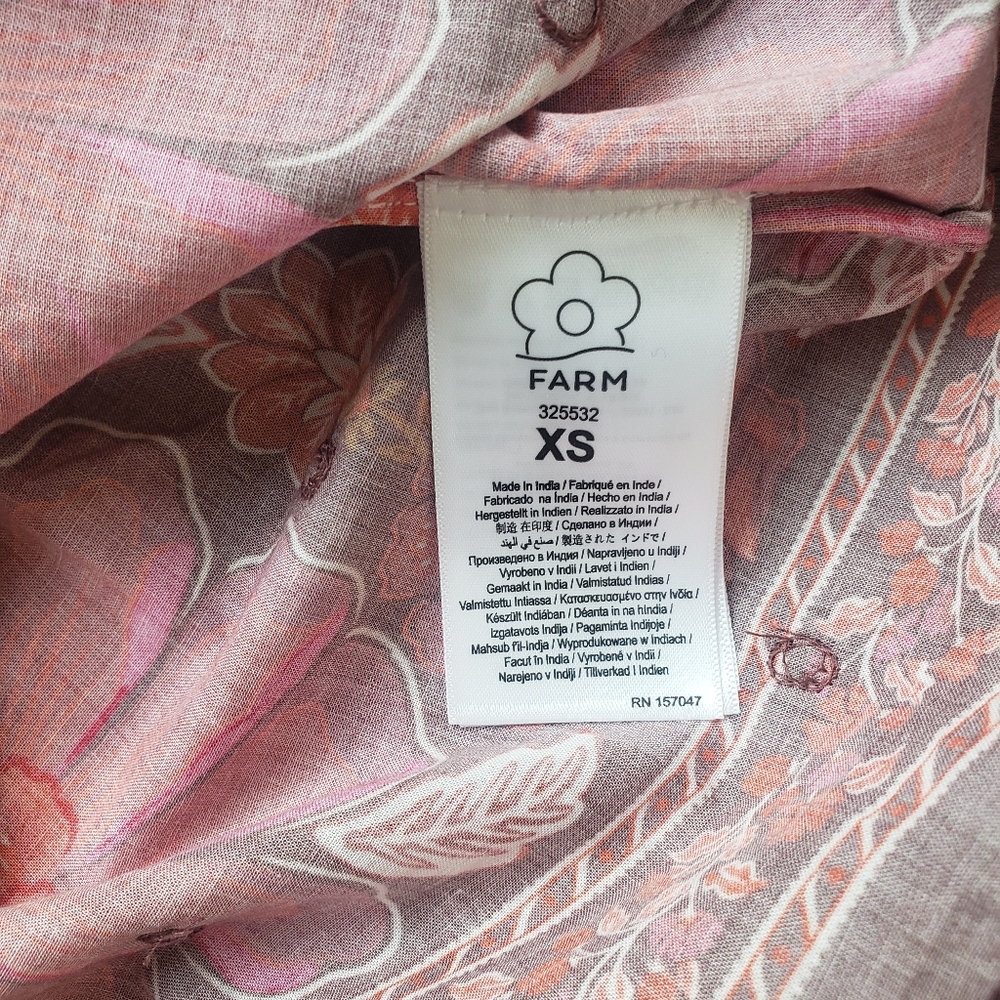 FARM
325532
XS
Made in India / Fabriqué en Inde /
Fabricado na Índia / Hecho en India /
Hergestellt in Indien / Realizzato in India /
制造 在印度 / Сделано в Индии /
صنع في الهند / 製造された インドで /
Произведено в Индия / Napravljeno u Indiji /
Vyrobeno v Indii / Lavet i Indien /
Gemaakt in India / Valmistatud Indias /
Valmistettu Intiassa / Κατασκευασμένο στην Ινδία /
Készült Indiában / Déanta in na hIndia /
Izgatavots Indija / Pagaminta Indijoje /
Mahsub f'il-Indja / Wyprodukowane w Indiach /
Facut în India / Vyrobené v Indii /
Narejeno v Indiji / Tillverkad I Indien
RN 157047